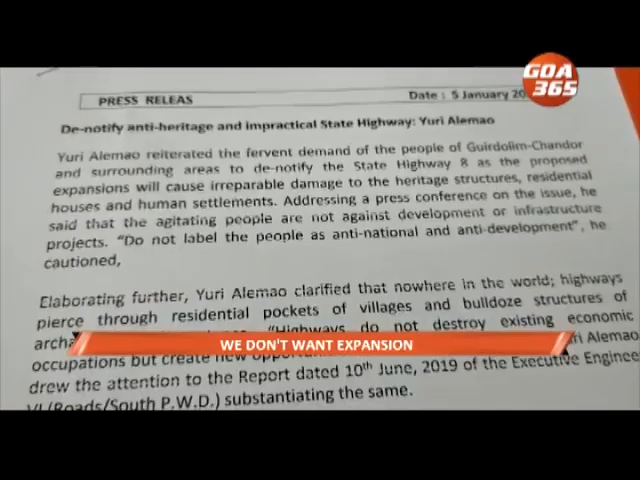 GOA
365
PRESS RELEAS
Date : 5 January 20
De-notify anti-heritage and impractical State Highway: Yuri Alemao
Yuri Alemao reiterated the fervent demand of the people of Guirdolim-Chandor
and surrounding areas to de-notify the State Highway 8 as the proposed
expansions will cause irreparable damage to the heritage structures, residential
houses and human settlements. Addressing a press conference on the issue, he
said that the agitating people are not against development or infrastructure
projects. "Do not label the people as anti-national and anti-development", he
cautioned,
Elaborating further, Yuri Alemao clarified that nowhere in the world; highways
pierce through residential pockets of villages and bulldoze structures of
"Highways do not destroy existing economic
WE DON'T WANT EXPANSION
occupations but create new Alemao
drew the attention to the Report dated 10th June, 2019 of the Executive Enginee
VI (Roads/South P.W.D.) substantiating the same.